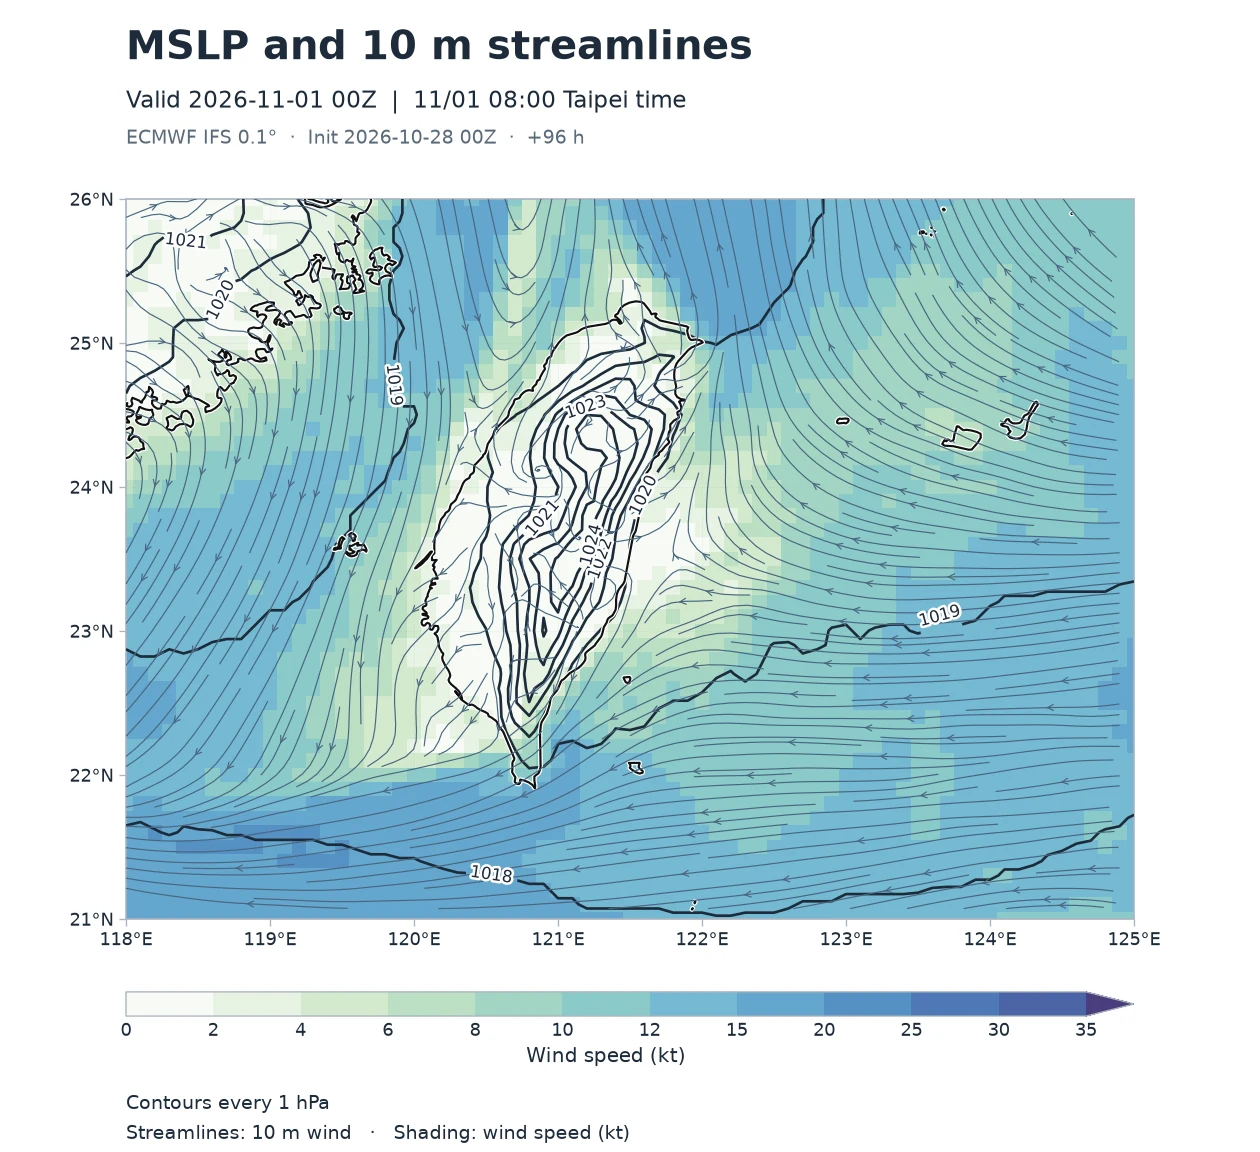 MSLP and 10 m streamlines
Valid 2026-11-01 00Z | 11/01 08:00 Taipei time
ECMWF IFS 0.1° · Init 2026-10-28 00Z · +96 h
26°N
1021
1020
25°N
1019
1023
24°N
1021
1020
1024
1022
23°N
1019
22°N
1018
21°N
118°E 119°E 120°E 121°E 122°E 123°E 124°E 125°E
0 2 4 6 8 10 12 15 20 25 30 35
Wind speed (kt)
Contours every 1 hPa
Streamlines: 10 m wind · Shading: wind speed (kt)